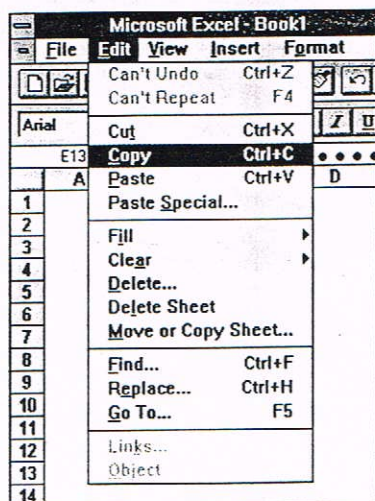 Microsoft Excel - Book1
File Edit View Insert Format
Can't Undo Ctrl+Z
Can't Repeat F4
Arial
Cut Ctrl+X
I U
E13
Copy Ctrl+C
A
Paste Ctrl+V
D
1
Paste Special...
2
Fill
3
Clear
4
Delete...
5
Delete Sheet
6
Move or Copy Sheet...
7
8
Find... Ctrl+F
9
Replace... Ctrl+H
10
Go To... F5
11
12
Links...
13
Object
14